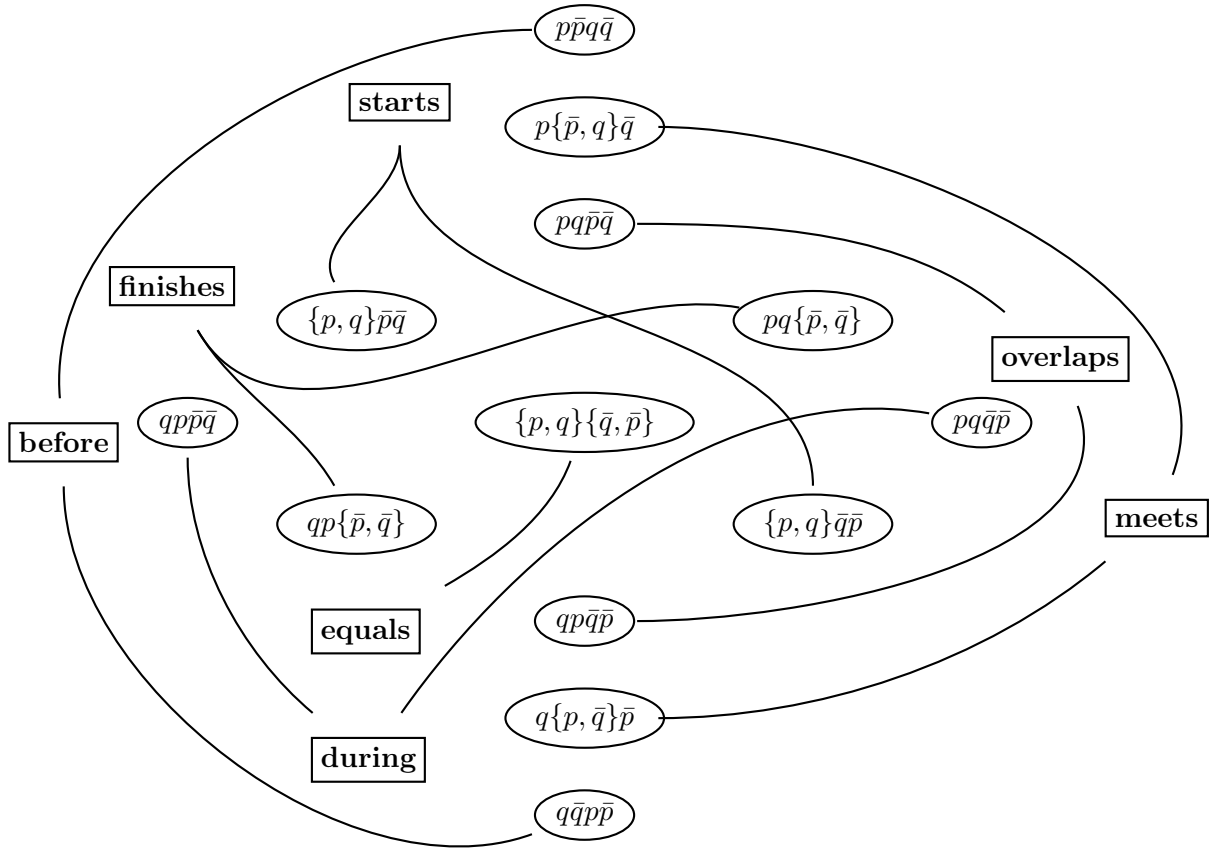 pp̄qq̄
starts
p{p̄, q}q̄
pqp̄q̄
finishes
{p, q}p̄q̄
pq{p̄, q̄}
overlaps
qpp̄q̄
{p, q}{q̄, p̄}
pqq̄p̄
before
qp{p̄, q̄}
{p, q}q̄p̄
meets
equals
qpq̄p̄
q{p, q̄}p̄
during
qq̄pp̄